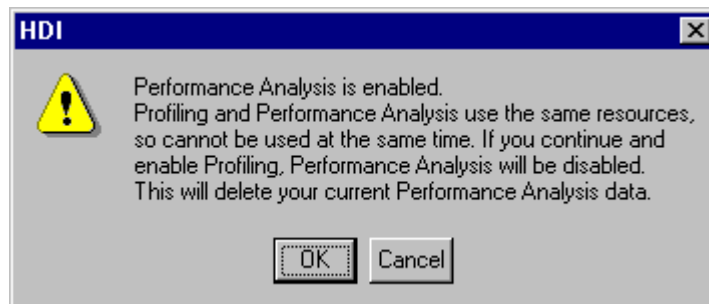 HDI
Performance Analysis is enabled.
Profiling and Performance Analysis use the same resources,
so cannot be used at the same time. If you continue and
enable Profiling, Performance Analysis will be disabled.
This will delete your current Performance Analysis data.
OK Cancel